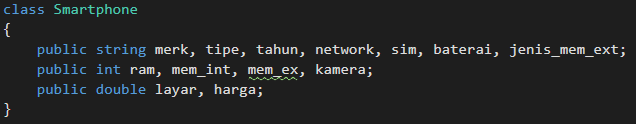 class Smartphone
{
public string merk, tipe, tahun, network, sim, baterai, jenis_mem_ext;
public int ram, mem_int, mem_ex, kamera;
public double layar, harga;
}